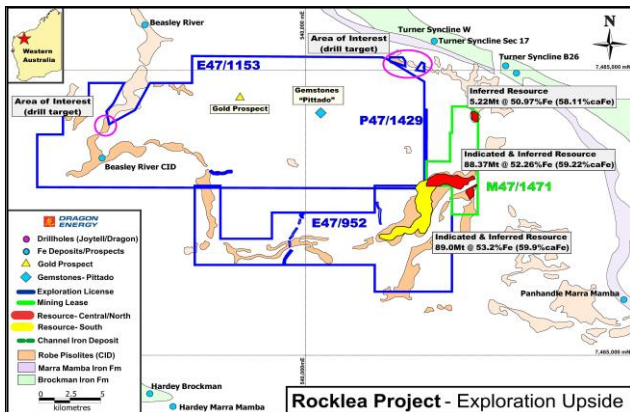 Beasley River
Western
Australia
Area of Interest
(drill target)
540,000 mE
Turner Syncline W
Turner Syncline Sec 17
Turner Syncline B26
N
7,485,000 mN
E47/1153
Gemstones
"Pittado"
Gold Prospect
P47/1429
Inferred Resource
5.22Mt @ 50.97%Fe (58.11%caFe)
Area of Interest
(drill target)
Beasley River CID
Indicated & Inferred Resource
88.37Mt @ 52.26%Fe (59.22%caFe)
M47/1471
E47/952
Indicated & Inferred Resource
89.0Mt @ 53.2%Fe (59.9%caFe)
Panhandle Marra Mamba
DRAGON
ENERGY
Drillholes (Joytell/Dragon)
Fe Deposits/Prospects
Gold Prospect
Gemstones- Pittado
Exploration License
Mining Lease
Resource- Central/North
Resource- South
Channel Iron Deposit
Robe Pisolites (CID)
Marra Mamba Iron Fm
Brockman Iron Fm
0 2.5 5
kilometres
7,465,000 mN
540,000mE
Hardey Brockman
Hardey Marra Mamba
Rocklea Project - Exploration Upside